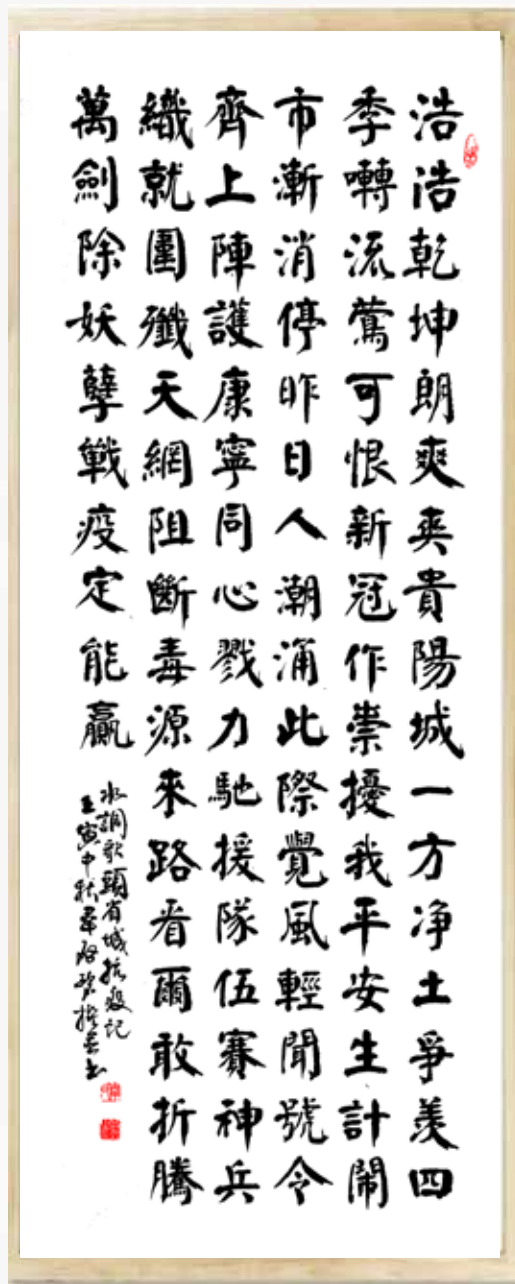 浩浩乾坤朗爽爽貴陽城一方净土爭羨四
季囀流鶯可恨新冠作祟擾我平安生計鬧
市漸消停昨日人潮涌此際覺風輕聞號令
齊上陣護康寧同心戮力馳援隊伍賽神兵
織就圍殲天網阻斷毒源來路看爾敢折騰
萬劍除妖孽戰疫定能贏
水調歌頭省城抗疫記
壬寅中秋